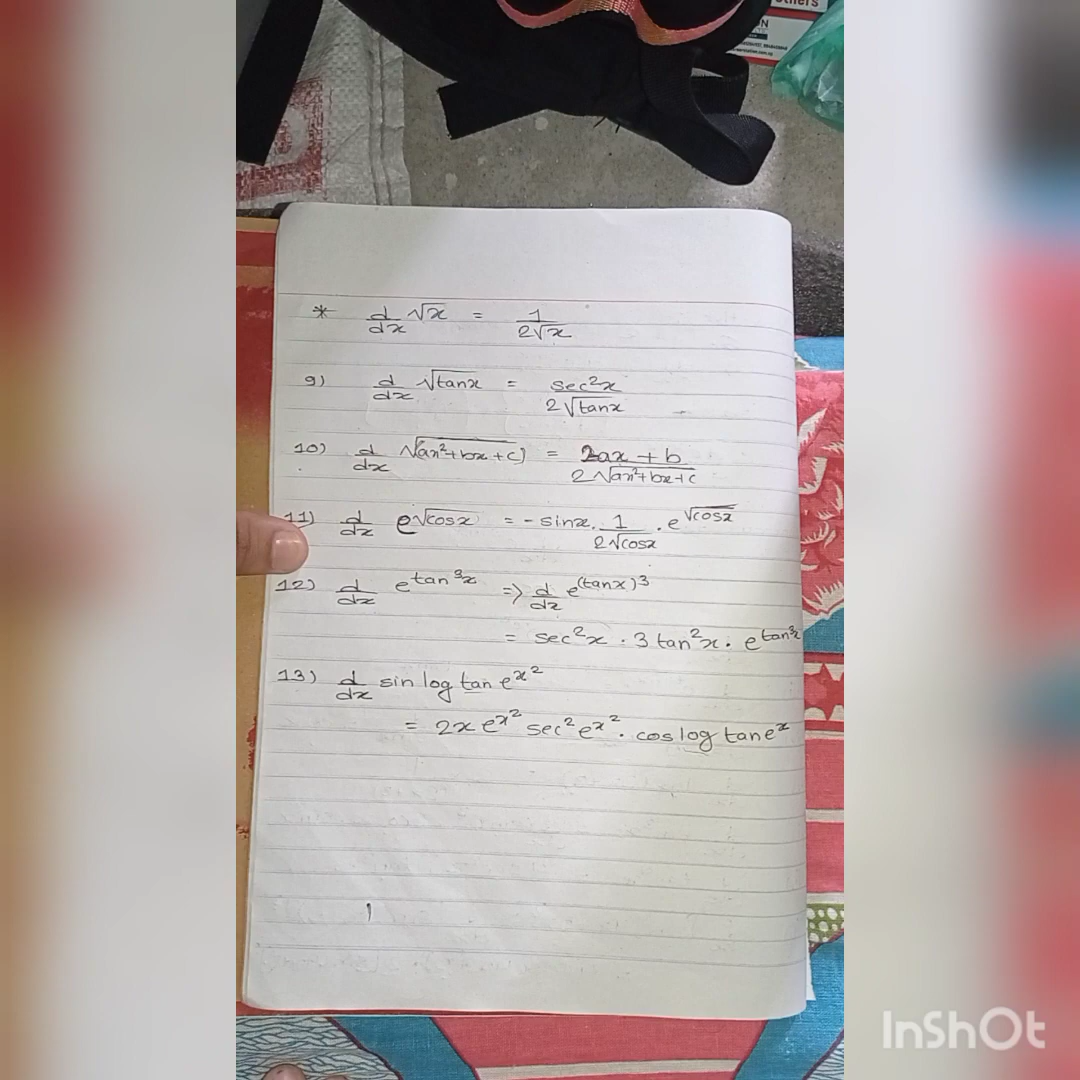 others
* d/dx √x = 1/2√x
9) d/dx √tanx = sec²x/2√tanx
10) d/dx √(ax²+bx+c) = 2ax+b/2√ax²+bx+c
11) d/dx e√cosx = -sinx. 1/2√cosx . e^√cosx
12) d/dx e^tan³x => d/dx e^(tanx)3
= sec²x . 3 tan²x . e^tan³x
13) d/dx sin log tan e^x²
= 2x e^x² sec² e^x² . cos log tan e^x
InShOt